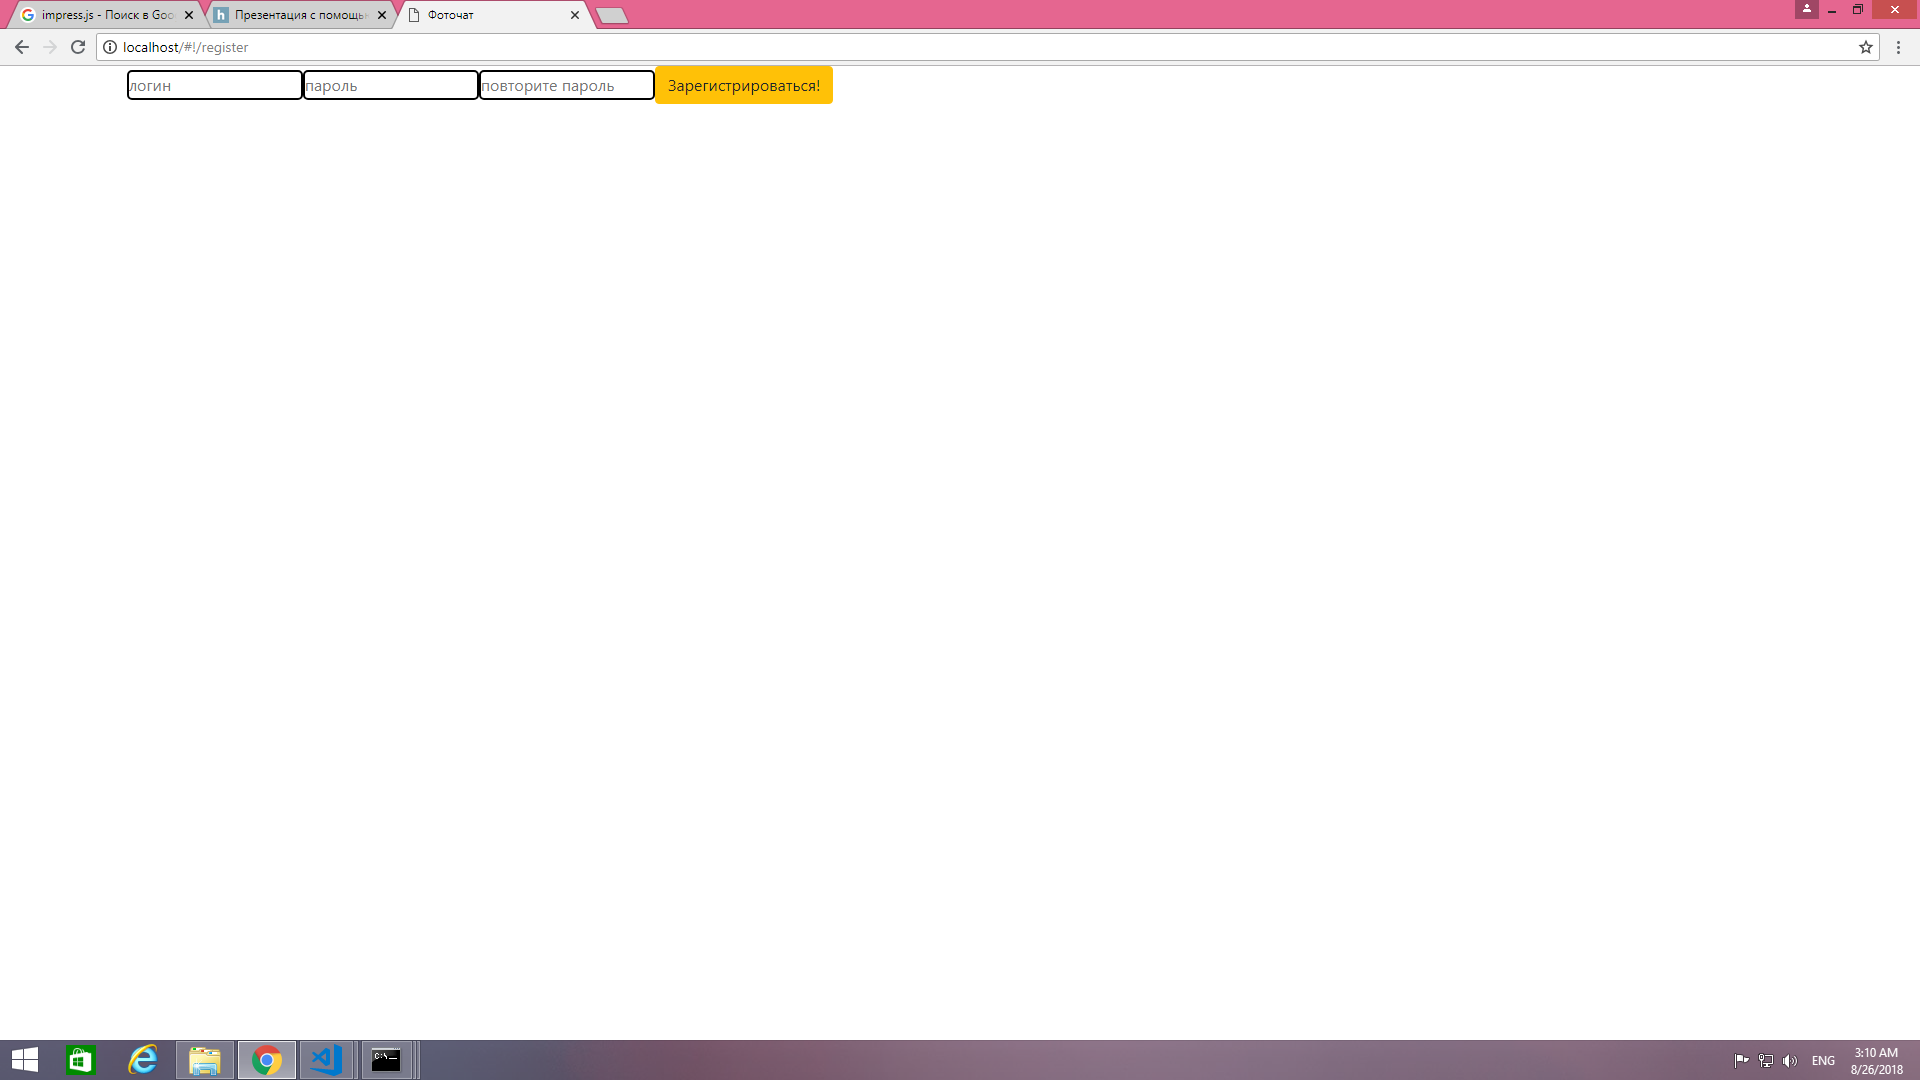 impress.js - Поиск в Goo
Презентация с помощь
Фоточат
localhost/#!/register
логин
пароль
повторите пароль
Зарегистрироваться!
C:\._
ENG
3:10 AM
8/26/2018